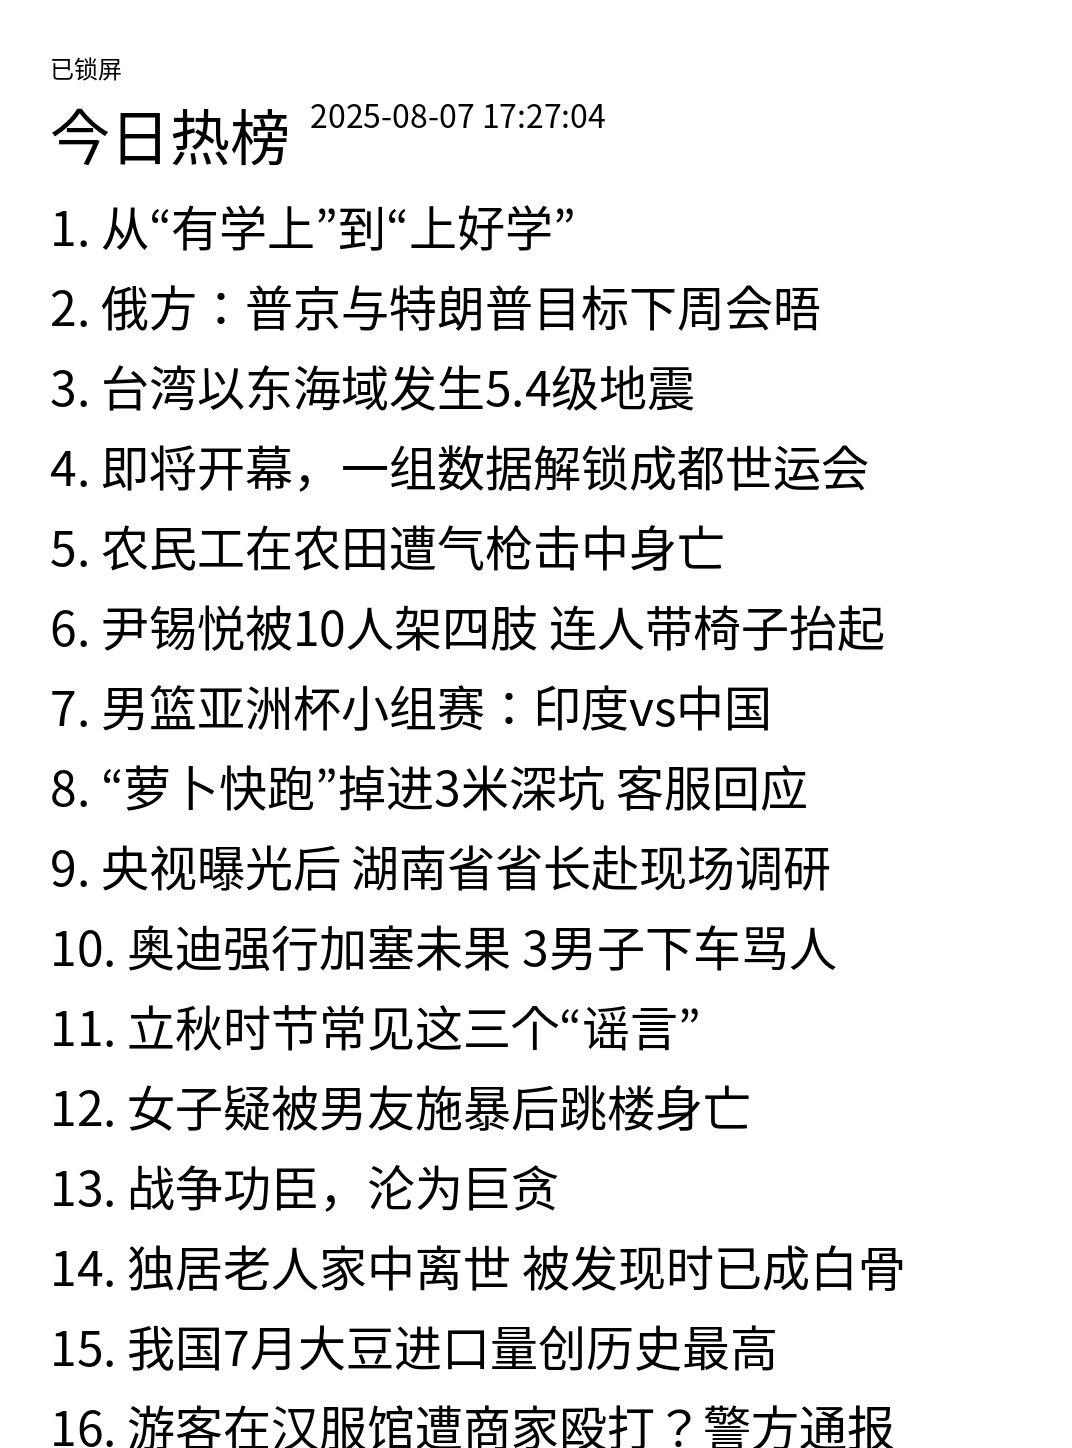 已锁屏
今日热榜 2025-08-07 17:27:04
1. 从“有学上”到“上好学”
2. 俄方：普京与特朗普目标下周会晤
3. 台湾以东海域发生5.4级地震
4. 即将开幕，一组数据解锁成都世运会
5. 农民工在农田遭气枪击中身亡
6. 尹锡悦被10人架四肢 连人带椅子抬起
7. 男篮亚洲杯小组赛：印度vs中国
8. “萝卜快跑”掉进3米深坑 客服回应
9. 央视曝光后 湖南省省长赴现场调研
10. 奥迪强行加塞未果 3男子下车骂人
11. 立秋时节常见这三个“谣言”
12. 女子疑被男友施暴后跳楼身亡
13. 战争功臣，沦为巨贪
14. 独居老人家中离世 被发现时已成白骨
15. 我国7月大豆进口量创历史最高
16. 游客在汉服馆遭商家殴打？警方通报